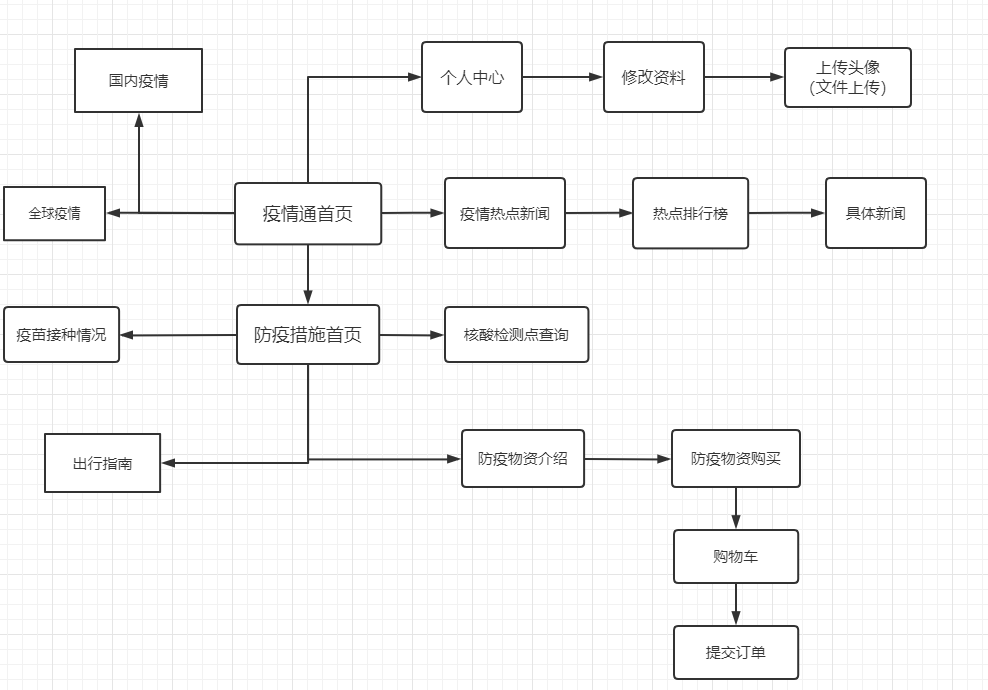 国内疫情
个人中心
修改资料
上传头像
(文件上传)
全球疫情
疫情通首页
疫情热点新闻
热点排行榜
具体新闻
疫苗接种情况
防疫措施首页
核酸检测点查询
出行指南
防疫物资介绍
防疫物资购买
购物车
提交订单